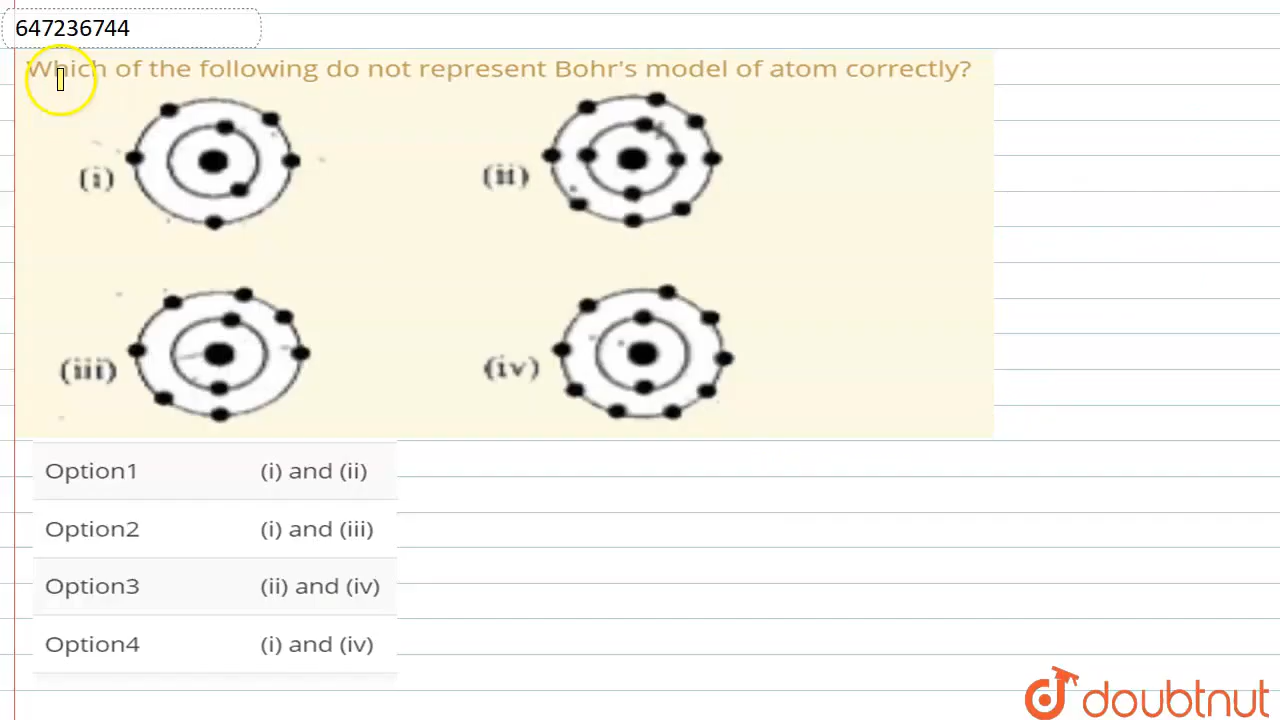 647236744
Which of the following do not represent Bohr's model of atom correctly?
(i)
(ii)
(iii)
(iv)
Option1 (i) and (ii)
Option2 (i) and (iii)
Option3 (ii) and (iv)
Option4 (i) and (iv)
doubtnut